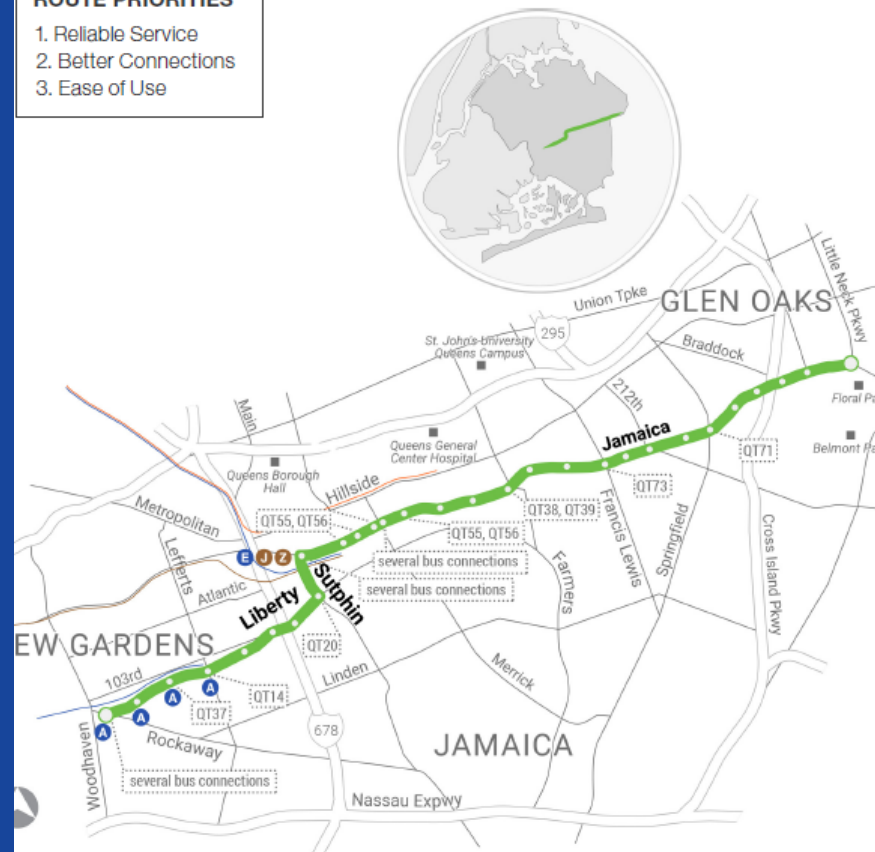 ROUTE PRIORITIES
1. Reliable Service
2. Better Connections
3. Ease of Use
Little Neck Pkwy
Union Tpke
GLEN OAKS
295
St. John's University
Queens Campus
Braddock
212th
Floral
Main
Jamaica
Queens General
Center Hospital
QT71
Belmont
Queens Borough
Hall
Hillside
QT73
Metropolitan
QT55, QT56
QT38, QT39
Francis Lewis
Springfield
Cross Island Pkwy
QT55, QT56
Lefferts
E J Z
several bus connections
Farmers
Atlantic
Sutphin
several bus connections
Liberty
EW GARDENS
QT20
103rd
Linden
Merrick
A
A
QT14
A
QT37
A
Rockaway
678
JAMAICA
Woodhaven
several bus connections
Nassau Expwy